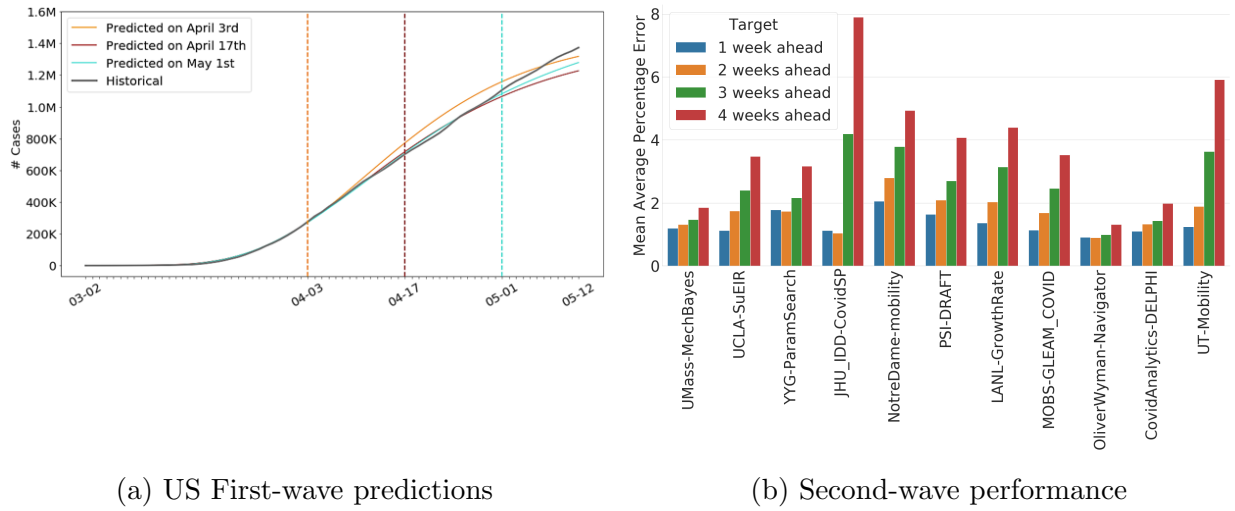 1.6M
1.4M
1.2M
1.0M
800K
600K
400K
200K
0
# Cases
Predicted on April 3rd
Predicted on April 17th
Predicted on May 1st
Historical
03-02
04-03
04-17
05-01
05-12
(a) US First-wave predictions
8
6
4
2
0
Mean Average Percentage Error
Target
1 week ahead
2 weeks ahead
3 weeks ahead
4 weeks ahead
UMass-MechBayes
UCLA-SuEIR
YYG-ParamSearch
JHU_IDD-CovidSP
NotreDame-mobility
PSI-DRAFT
LANL-GrowthRate
MOBS-GLEAM_COVID
OliverWyman-Navigator
CovidAnalytics-DELPHI
UT-Mobility
(b) Second-wave performance